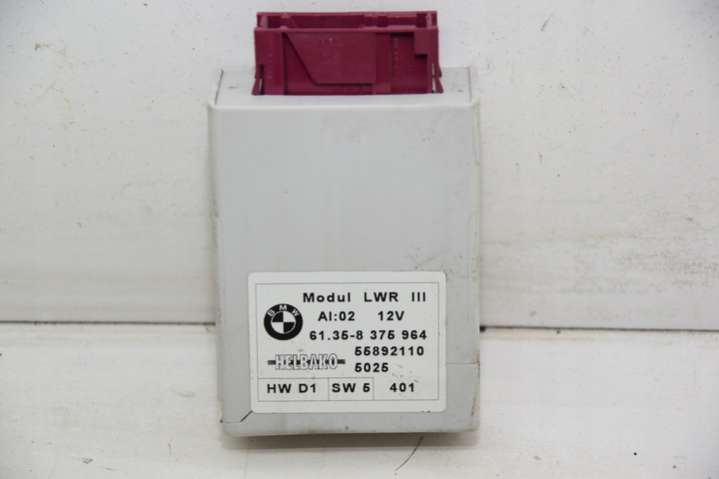 Modul LWR III
BMW
AI:02 12V
61.35-8 375 964
55892110
HELBAKO
5025
HW D1 SW 5 401